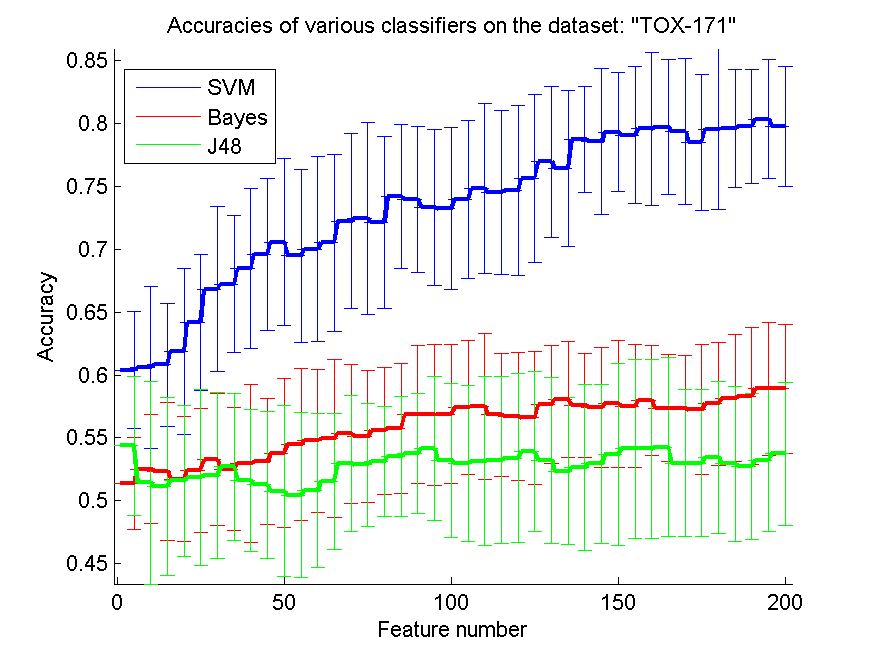 Accuracies of various classifiers on the dataset: "TOX-171"
0.85
0.8
0.75
0.7
0.65
0.6
0.55
0.5
0.45
Accuracy
SVM
Bayes
J48
0 50 100 150 200
Feature number